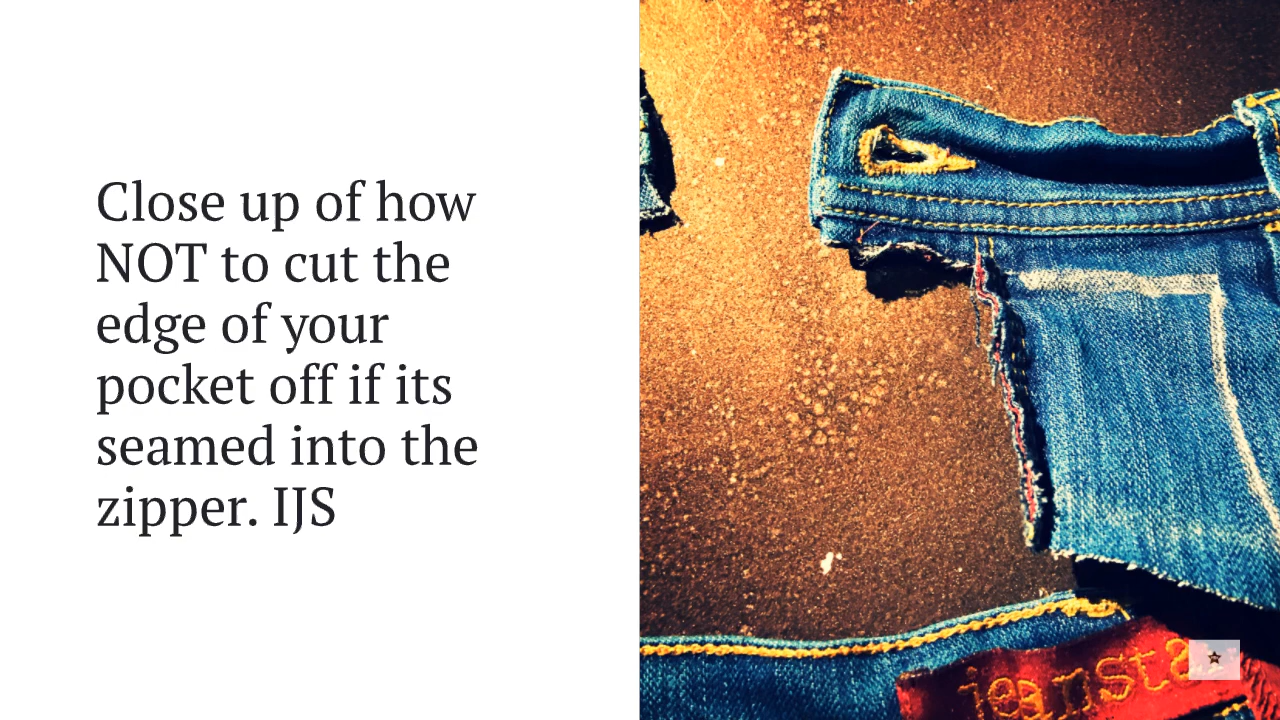 Close up of how
NOT to cut the
edge of your
pocket off if its
seamed into the
zipper. IJS
jeansta